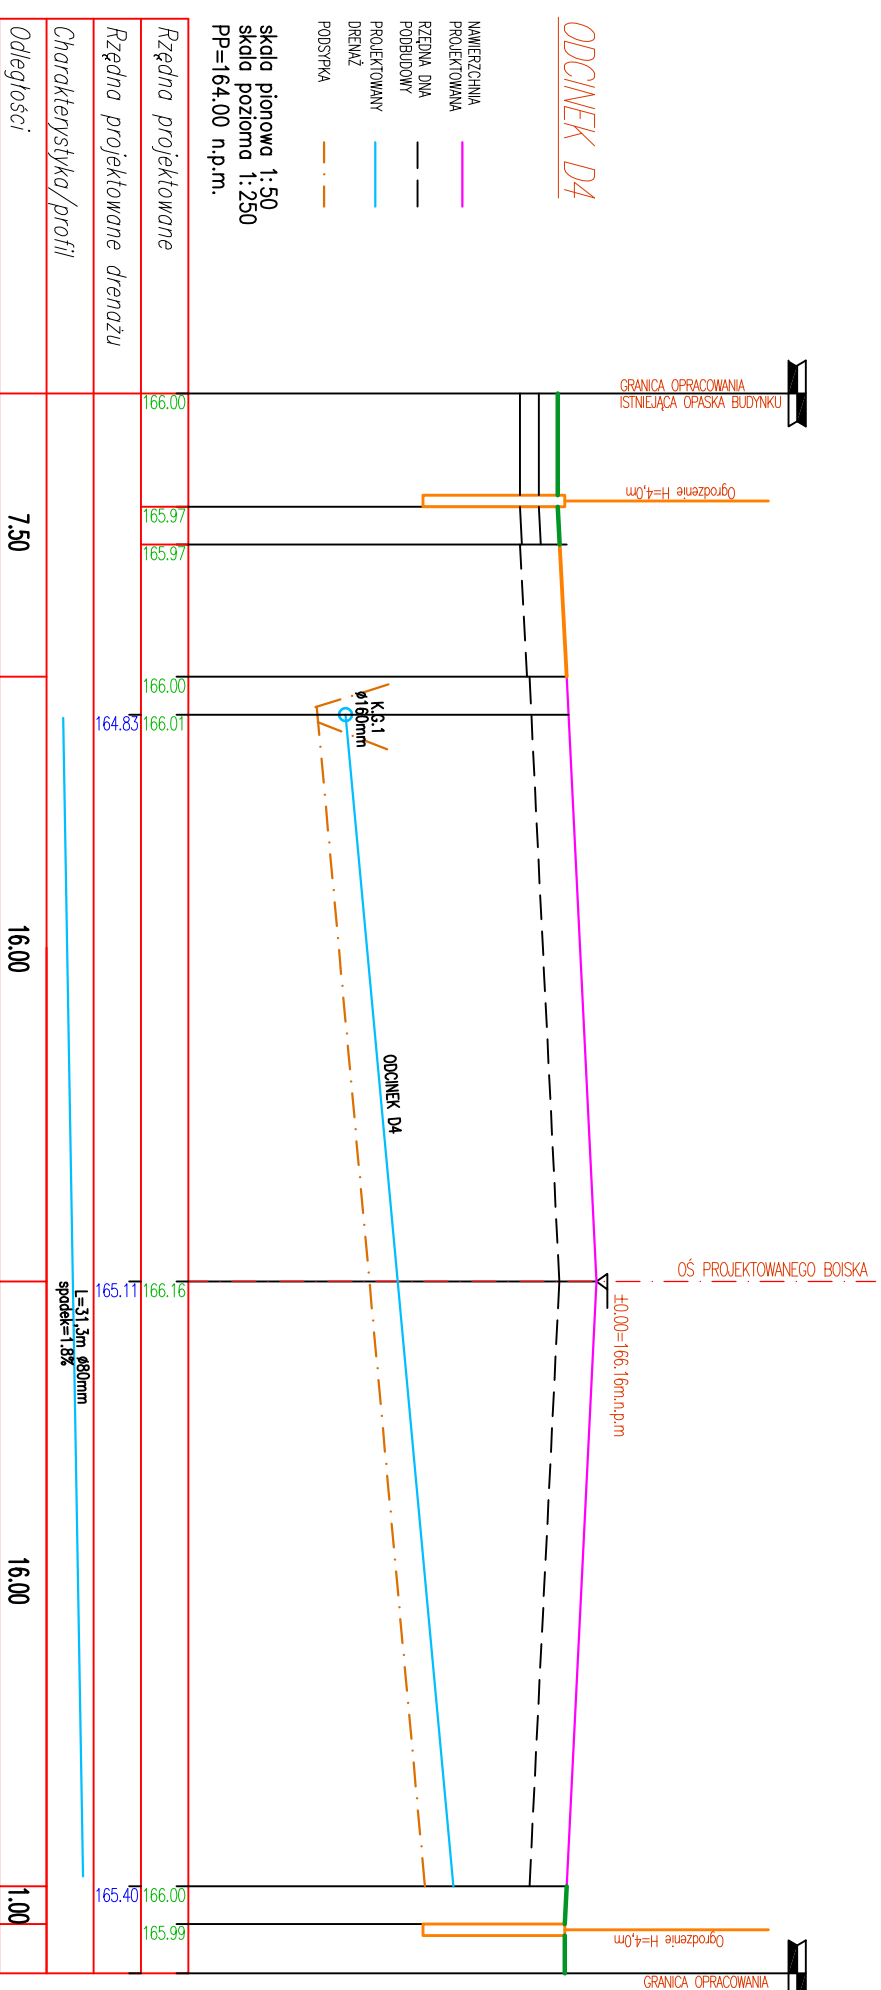 ODCINEK D4
NAWIERZCHNIA
PROJEKTOWANA
RZĘDNA DNA
PODBUDOWY
PROJEKTOWANY
DRENAŻ
PODSYPKA
skala pionowa 1:50
skala pozioma 1:250
PP=164.00 n.p.m.
GRANICA OPRACOWANIA
ISTNIEJĄCA OPASKA BUDYNKU
Ogrodzenie H=4,0m
K.G.1
ø160mm
ODCINEK D4
OŚ PROJEKTOWANEGO BOISKA
±0.00=166.16m.n.p.m
Ogrodzenie H=4,0m
GRANICA OPRACOWANIA
Rzędna projektowane
166.00
165.97
165.97
166.00
166.01
166.16
166.00
165.99
Rzędna projektowane drenażu
164.83
165.11
165.40
Charakterystyka/profil
L=31,3m ø80mm
spadek=1.8%
Odległości
7.50
16.00
16.00
1.00